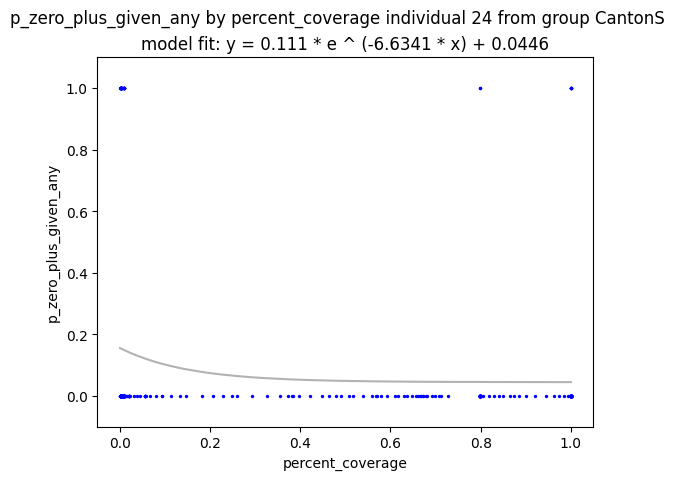 p_zero_plus_given_any by percent_coverage individual 24 from group CantonS
model fit: y = 0.111 * e ^ (-6.6341 * x) + 0.0446
1.0
0.8
0.6
0.4
0.2
0.0
p_zero_plus_given_any
0.0 0.2 0.4 0.6 0.8 1.0
percent_coverage